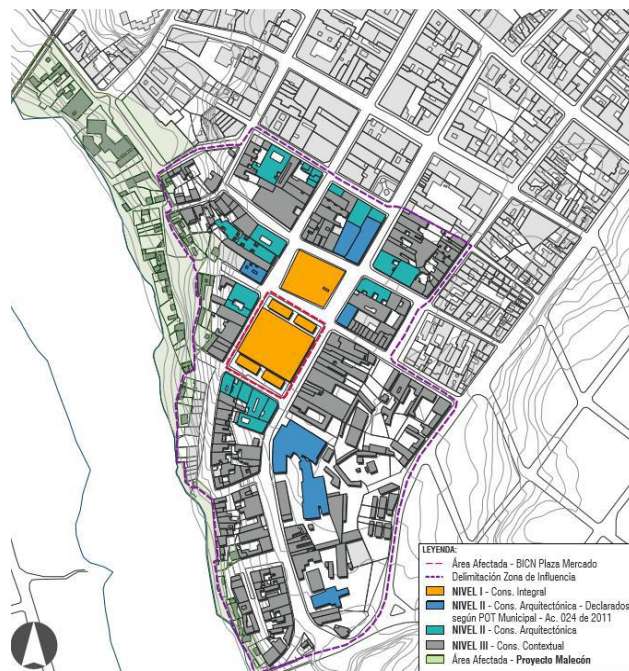 LEYENDA:
Área Afectada - BICN Plaza Mercado
Delimitación Zona de Influencia
NIVEL I - Cons. Integral
NIVEL II - Cons. Arquitectónica - Declarados
según POT Municipal - Ac. 024 de 2011
NIVEL II - Cons. Arquitectónica
NIVEL III - Cons. Contextual
Área Afectada - Proyecto Malecón